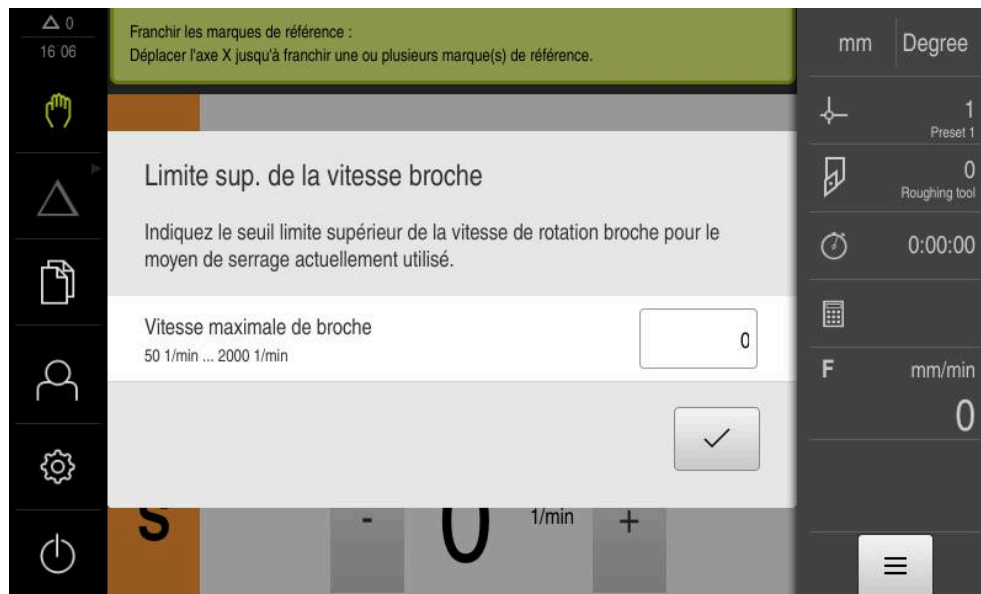 0
16 06
Franchir les marques de référence :
Déplacer l'axe X jusqu'à franchir une ou plusieurs marque(s) de référence.
Limite sup. de la vitesse broche
Indiquez le seuil limite supérieur de la vitesse de rotation broche pour le
moyen de serrage actuellement utilisé.
Vitesse maximale de broche
50 1/min ... 2000 1/min
0
S
-
0
1/min
+
mm
Degree
1
Preset 1
0
Roughing tool
0:00:00
F
mm/min
0